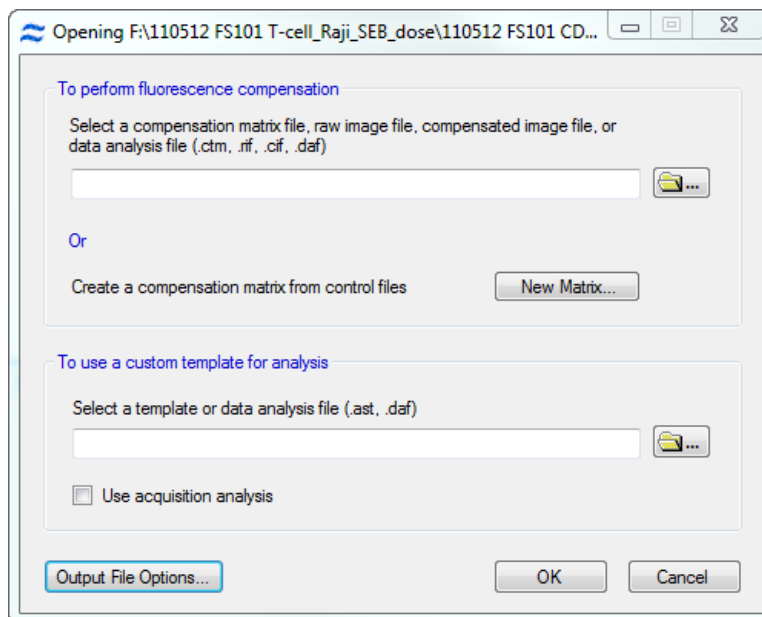 Opening F:\110512 FS101 T-cell_Raji_SEB_dose\110512 FS101 CD...
To perform fluorescence compensation
Select a compensation matrix file, raw image file, compensated image file, or
data analysis file (.ctm, .rif, .cif, .daf)
...
Or
Create a compensation matrix from control files
New Matrix...
To use a custom template for analysis
Select a template or data analysis file (.ast, .daf)
...
Use acquisition analysis
Output File Options...
OK
Cancel